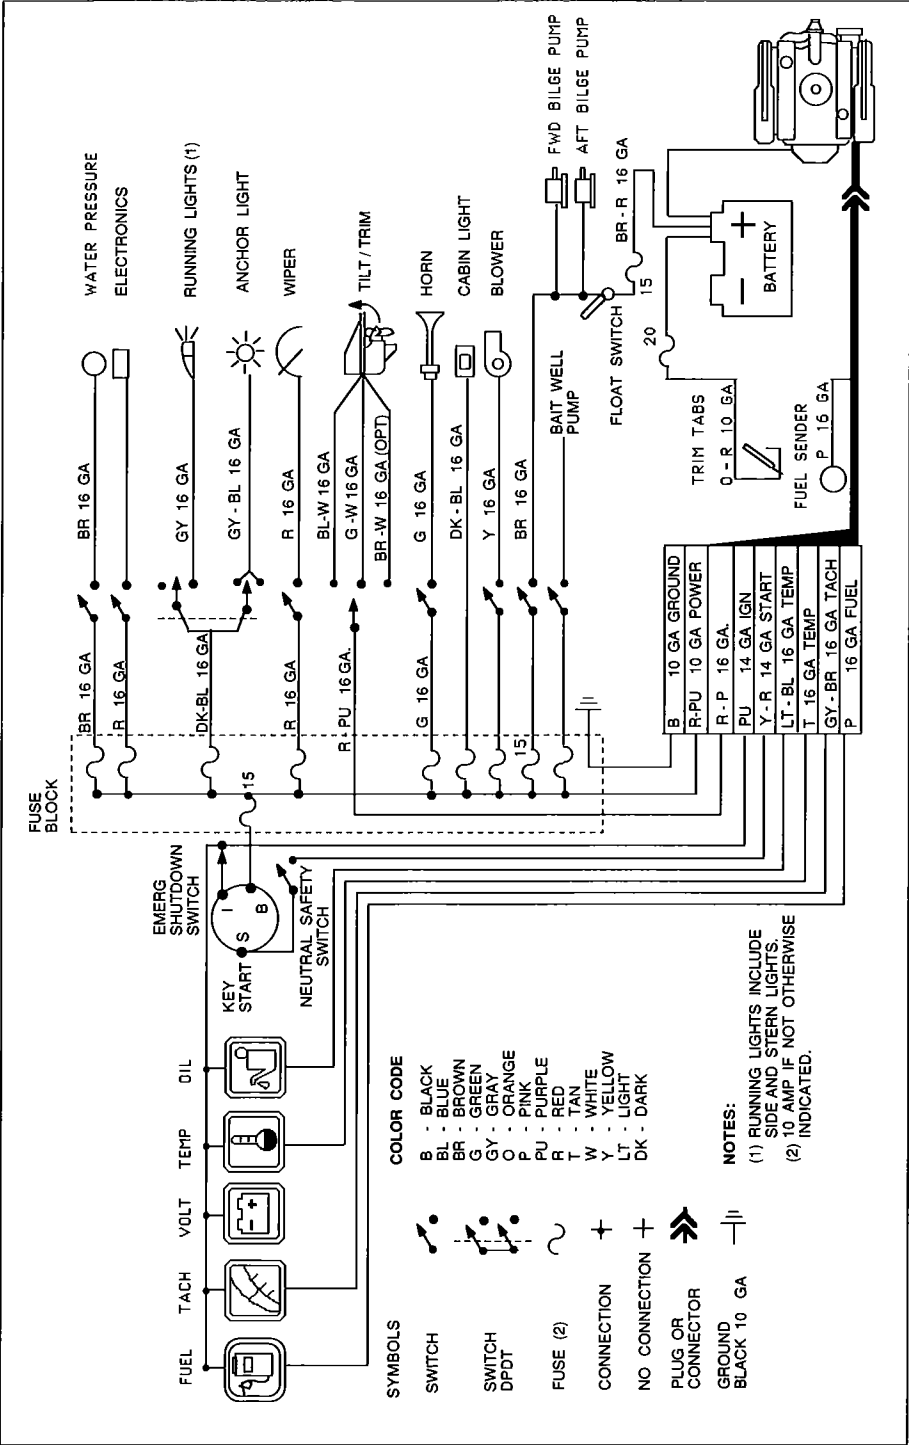 WATER PRESSURE
ELECTRONICS
RUNNING LIGHTS (1)
ANCHOR LIGHT
WIPER
TILT / TRIM
HORN
CABIN LIGHT
BLOWER
FWD BILGE PUMP
AFT BILGE PUMP
BR 16 GA
GY 16 GA
GY - BL 16 GA
R 16 GA
BL-W 16 GA
G -W 16 GA
BR -W 16 GA (OPT)
G 16 GA
DK - BL 16 GA
Y 16 GA
BR 16 GA
BAIT WELL
PUMP
FLOAT SWITCH
15
BR - R 16 GA
20
BATTERY
+
−
TRIM TABS
O - R 10 GA
FUEL SENDER
P 16 GA
BR 16 GA
R 16 GA
DK-BL 16 GA
R 16 GA
R - PU 16 GA.
G 16 GA
15
FUSE
BLOCK
15
B 10 GA GROUND
R-PU 10 GA POWER
R - P 16 GA.
PU 14 GA IGN
Y - R 14 GA START
LT - BL 16 GA TEMP
T 16 GA TEMP
GY - BR 16 GA TACH
P 16 GA FUEL
EMERG
SHUTDOWN
SWITCH
I
B
S
KEY
START
NEUTRAL SAFETY
SWITCH
FUEL
TACH
VOLT
TEMP
OIL
- +
SYMBOLS
SWITCH
SWITCH
DPDT
FUSE (2)
CONNECTION
NO CONNECTION
PLUG OR
CONNECTOR
GROUND
BLACK 10 GA
COLOR CODE
B - BLACK
BL - BLUE
BR - BROWN
G - GREEN
GY - GRAY
O - ORANGE
P - PINK
PU - PURPLE
R - RED
T - TAN
W - WHITE
Y - YELLOW
LT - LIGHT
DK - DARK
NOTES:
(1) RUNNING LIGHTS INCLUDE
SIDE AND STERN LIGHTS.
(2) 10 AMP IF NOT OTHERWISE
INDICATED.